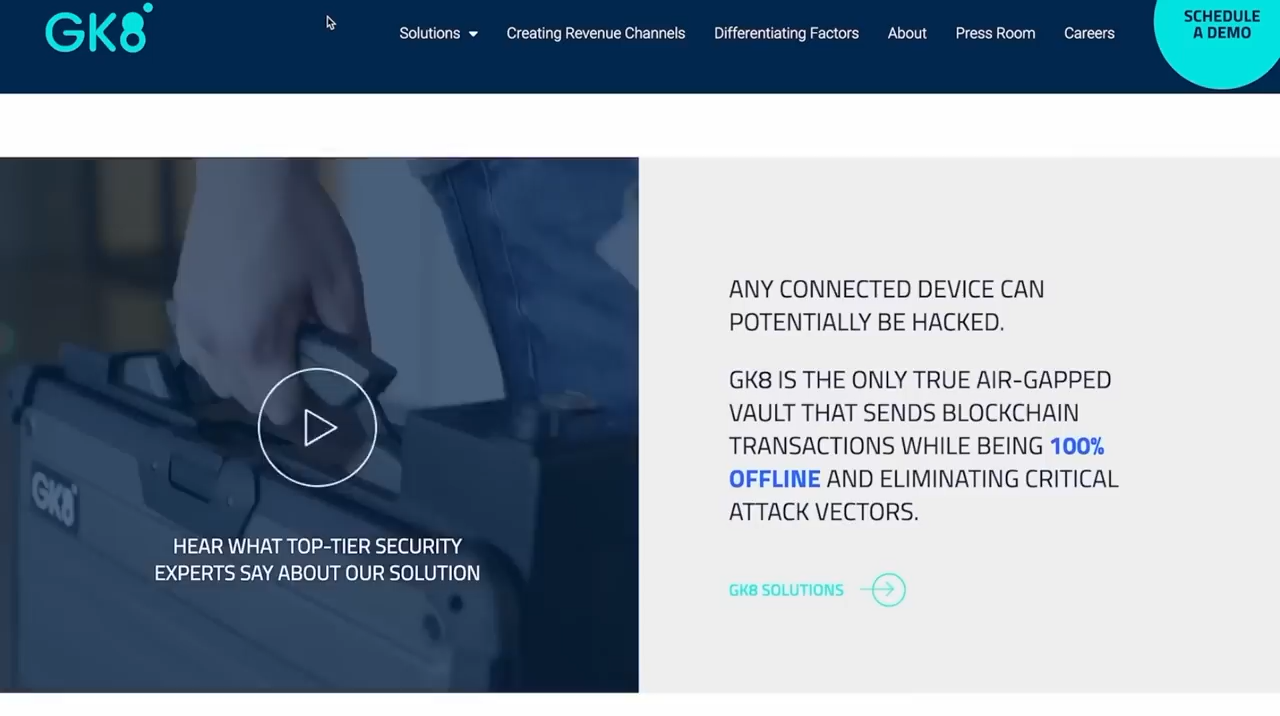 GK8
Solutions
Creating Revenue Channels
Differentiating Factors
About
Press Room
Careers
SCHEDULE
A DEMO
GK8
HEAR WHAT TOP-TIER SECURITY
EXPERTS SAY ABOUT OUR SOLUTION
ANY CONNECTED DEVICE CAN
POTENTIALLY BE HACKED.
GK8 IS THE ONLY TRUE AIR-GAPPED
VAULT THAT SENDS BLOCKCHAIN
TRANSACTIONS WHILE BEING 100%
OFFLINE AND ELIMINATING CRITICAL
ATTACK VECTORS.
GK8 SOLUTIONS